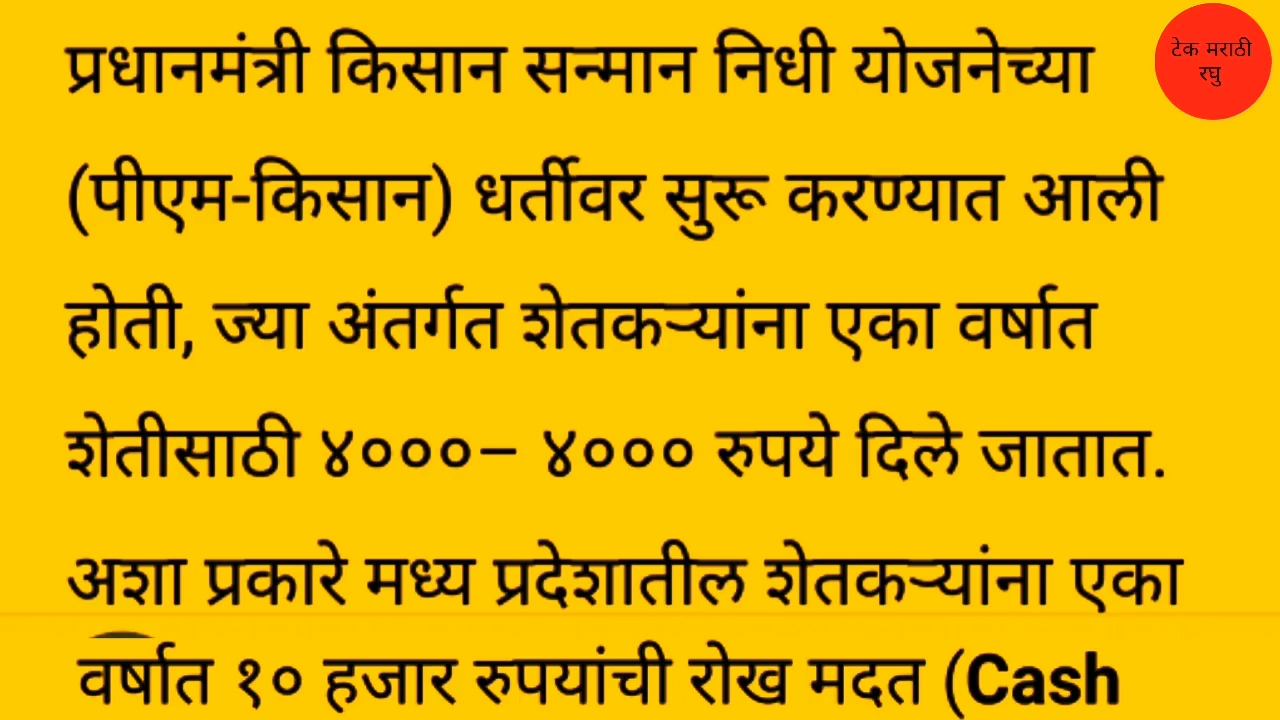 प्रधानमंत्री किसान सन्मान निधी योजनेच्या
(पीएम-किसान) धर्तीवर सुरू करण्यात आली
होती, ज्या अंतर्गत शेतकऱ्यांना एका वर्षात
शेतीसाठी ४०००– ४००० रुपये दिले जातात.
अशा प्रकारे मध्य प्रदेशातील शेतकऱ्यांना एका
वर्षात १० हजार रुपयांची रोख मदत (Cash
टेक मराठी
रघु